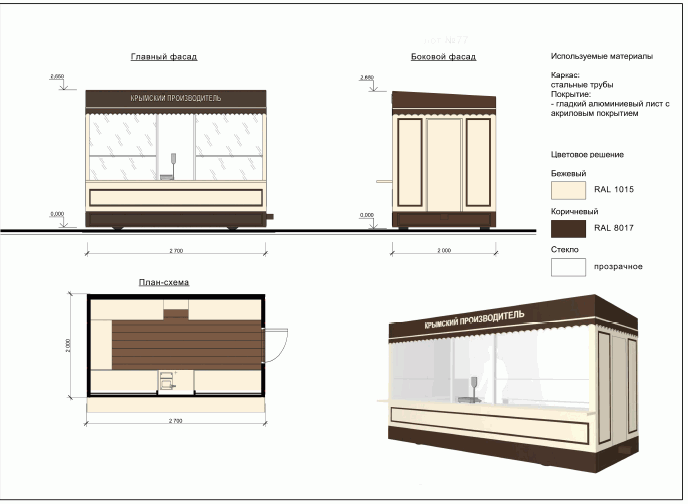 Главный фасад
Боковой фасад
2,650
КРЫМСКИЙ ПРОИЗВОДИТЕЛЬ
0,000
2 700
2,650
0,000
2 000
Используемые материалы
Каркас:
стальные трубы
Покрытие:
- гладкий алюминиевый лист с
акриловым покрытием
Цветовое решение
Бежевый
RAL 1015
Коричневый
RAL 8017
Стекло
прозрачное
План-схема
2 000
2 700
КРЫМСКИЙ ПРОИЗВОДИТЕЛЬ